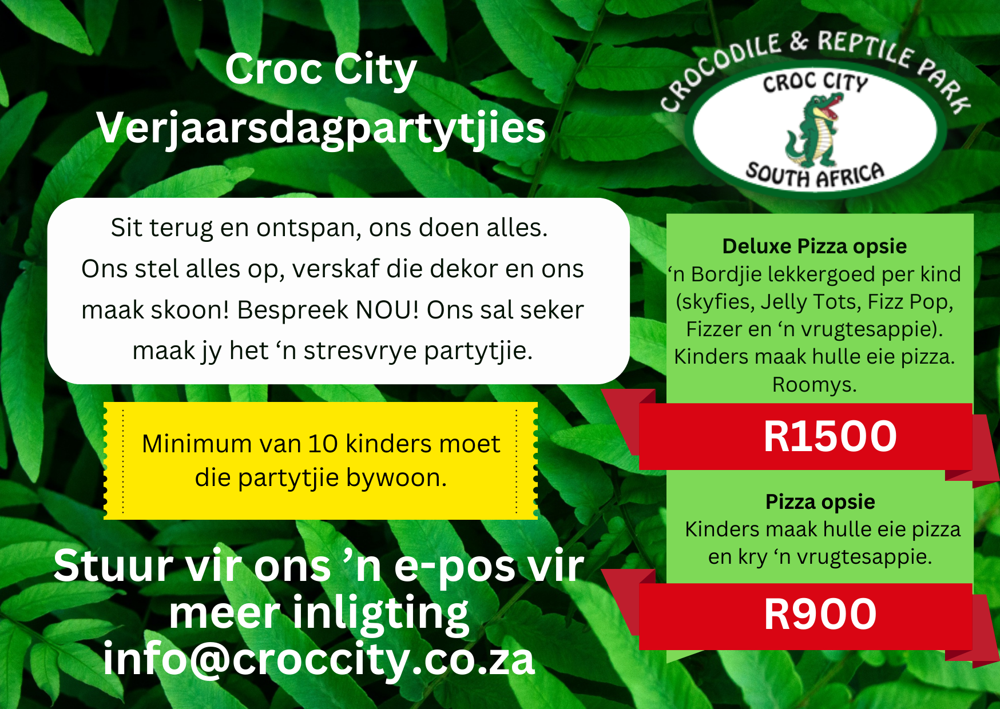 Croc City
Verjaarsdagpartytjies
CROCODILE & REPTILE PARK
CROC CITY
SOUTH AFRICA
Sit terug en ontspan, ons doen alles.
Ons stel alles op, verskaf die dekor en ons
maak skoon! Bespreek NOU! Ons sal seker
maak jy het ‘n stresvrye partytjie.
Minimum van 10 kinders moet
die partytjie bywoon.
Stuur vir ons ’n e-pos vir
meer inligting
info@croccity.co.za
Deluxe Pizza opsie
‘n Bordjie lekkergoed per kind
(skyfies, Jelly Tots, Fizz Pop,
Fizzer en ‘n vrugtesappie).
Kinders maak hulle eie pizza.
Roomys.
R1500
Pizza opsie
Kinders maak hulle eie pizza
en kry ‘n vrugtesappie.
R900